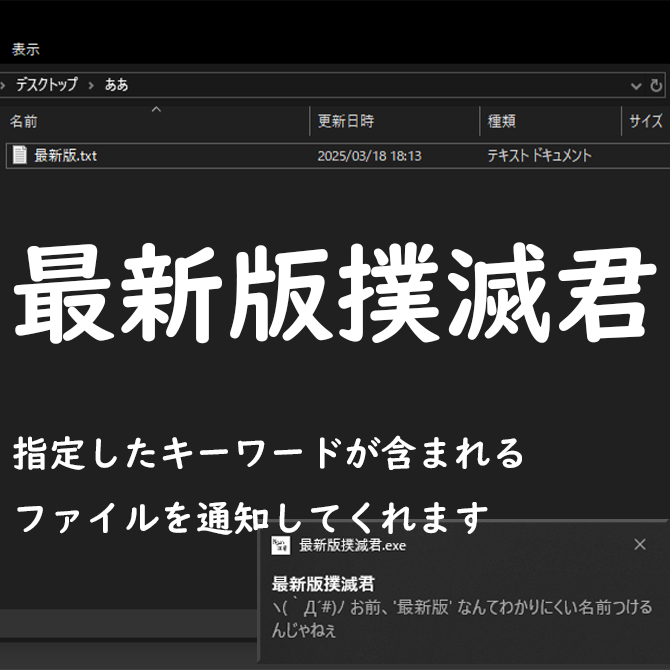 表示
デスクトップ > ああ
名前 更新日時 種類 サイズ
最新版.txt 2025/03/18 18:13 テキスト ドキュメント
最新版撲滅君
指定したキーワードが含まれる
ファイルを通知してくれます
最新版撲滅君.exe
最新版撲滅君
ヽ(｀Д´#)ﾉ お前、'最新版' なんてわかりにくい名前つける
んじゃねぇ